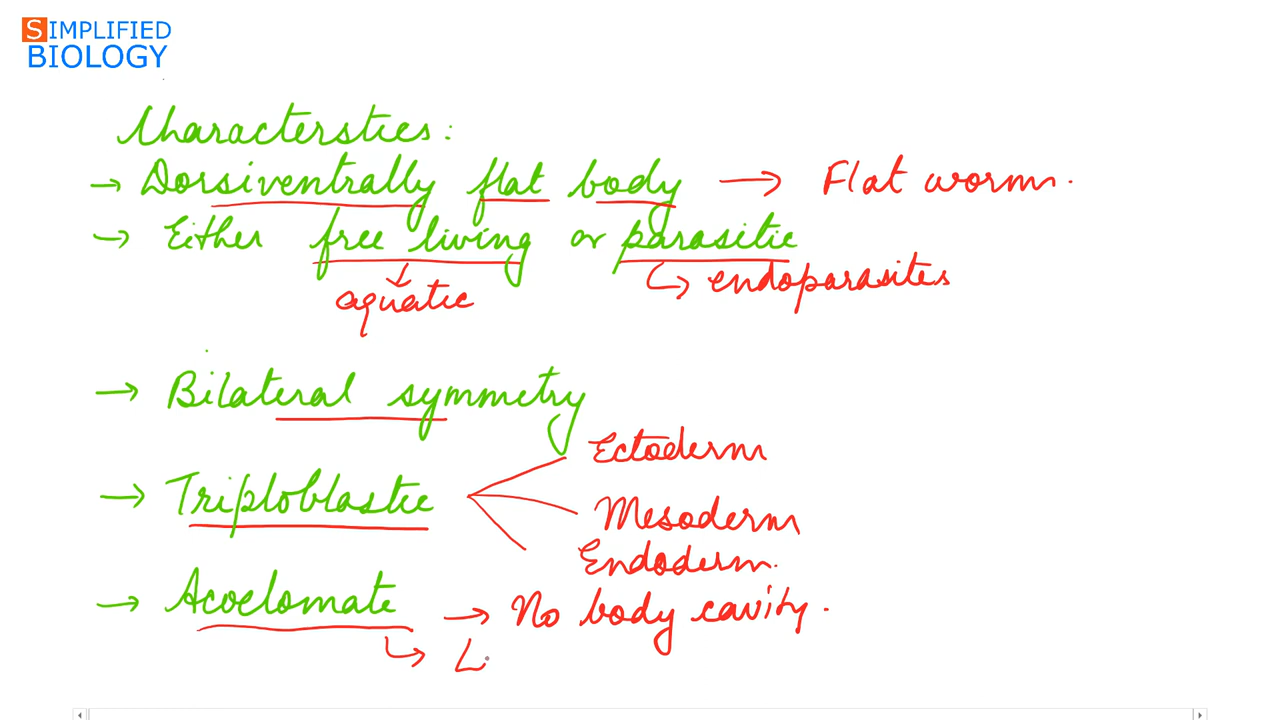 SIMPLIFIED
BIOLOGY
Characterstics:
→ Dorsiventrally flat body → Flat worm.
→ Either free living or parasitic
aquatic
↳ endoparasites
→ Bilateral symmetry
Ectoderm
→ Triploblastic
Mesoderm
Endoderm.
→ Acoelomate → No body cavity.
↳ L